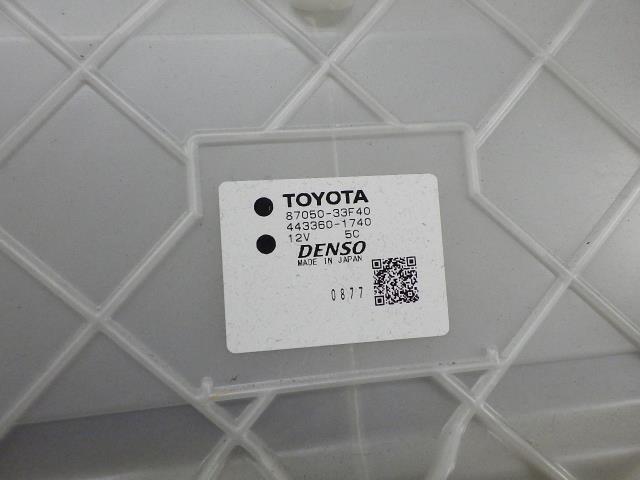 TOYOTA
87050-33F40
443360-1740
12V 5C
DENSO
MADE IN JAPAN
0877